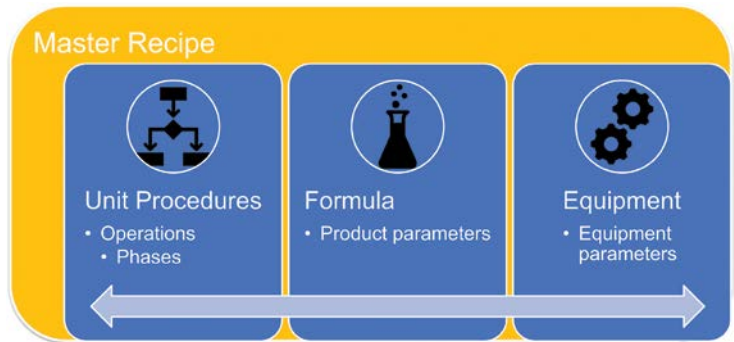 Master Recipe
Unit Procedures
• Operations
• Phases
Formula
• Product parameters
Equipment
• Equipment
parameters